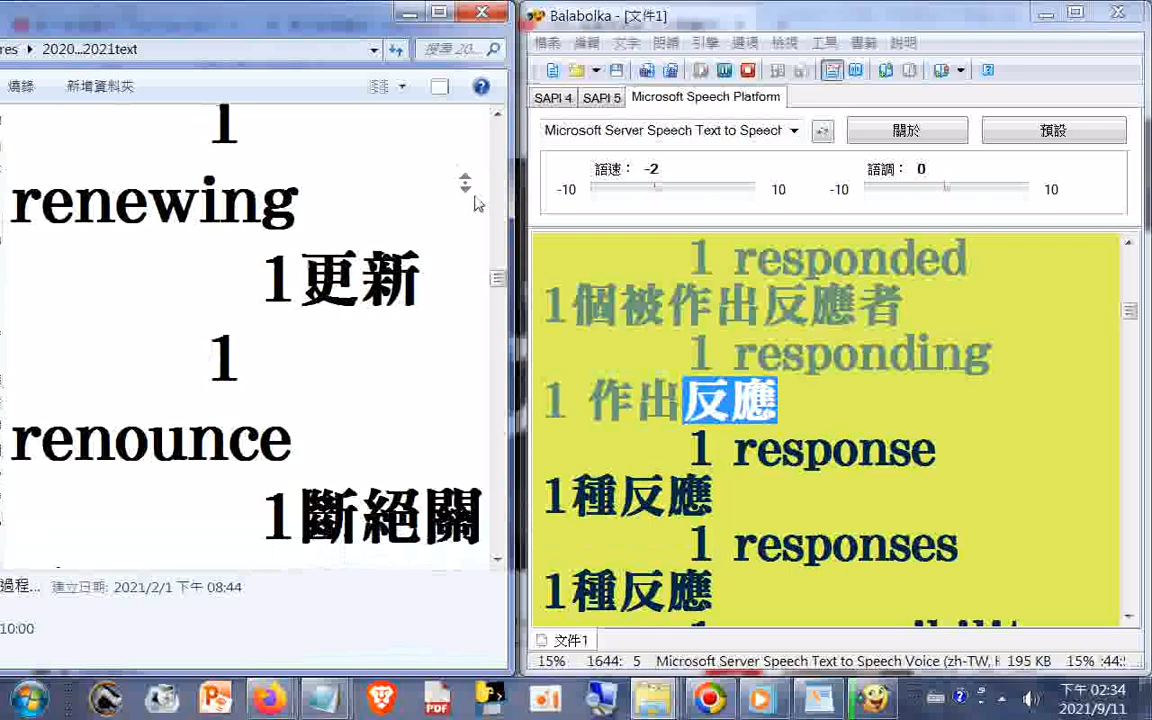 res ▸ 2020...2021text
搜尋 20...
燒錄 新增資料夾
1
renewing
1更新
1
renounce
1斷絕關
過程... 建立日期: 2021/2/1 下午 08:44
10:00
Balabolka - [文件1]
檔案 編輯 文字 朗讀 引擎 選項 檢視 工具 書籤 說明
SAPI 4 SAPI 5 Microsoft Speech Platform
Microsoft Server Speech Text to Speech
關於 預設
語速： -2 語調： 0
-10 10 -10 10
1 responded
1個被作出反應者
1 responding
1 作出反應
1 response
1種反應
1 responses
1種反應
文件1
15% 1644: 5 Microsoft Server Speech Text to Speech Voice (zh-TW, H 195 KB 15%
PDF
下午 02:34
2021/9/11